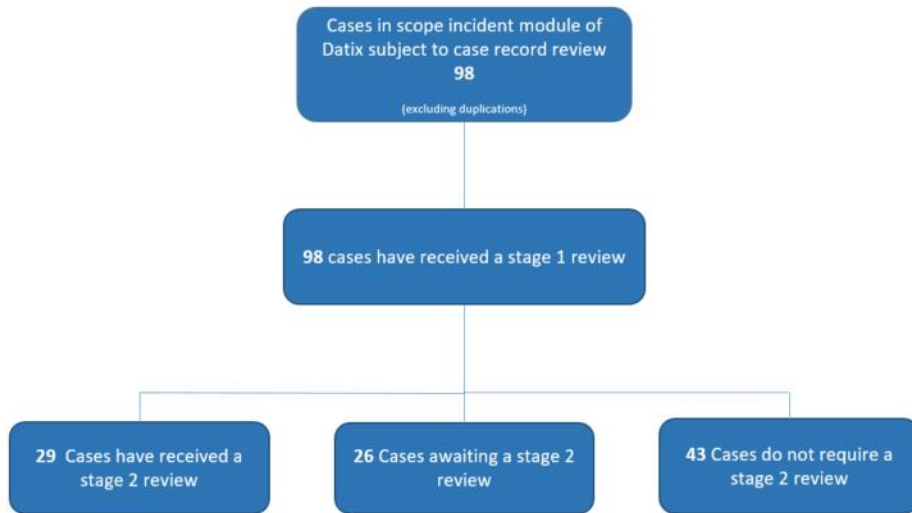 Cases in scope incident module of
Datix subject to case record review
98
(excluding duplications)
98 cases have received a stage 1 review
29 Cases have received a
stage 2 review
26 Cases awaiting a stage 2
review
43 Cases do not require a
stage 2 review